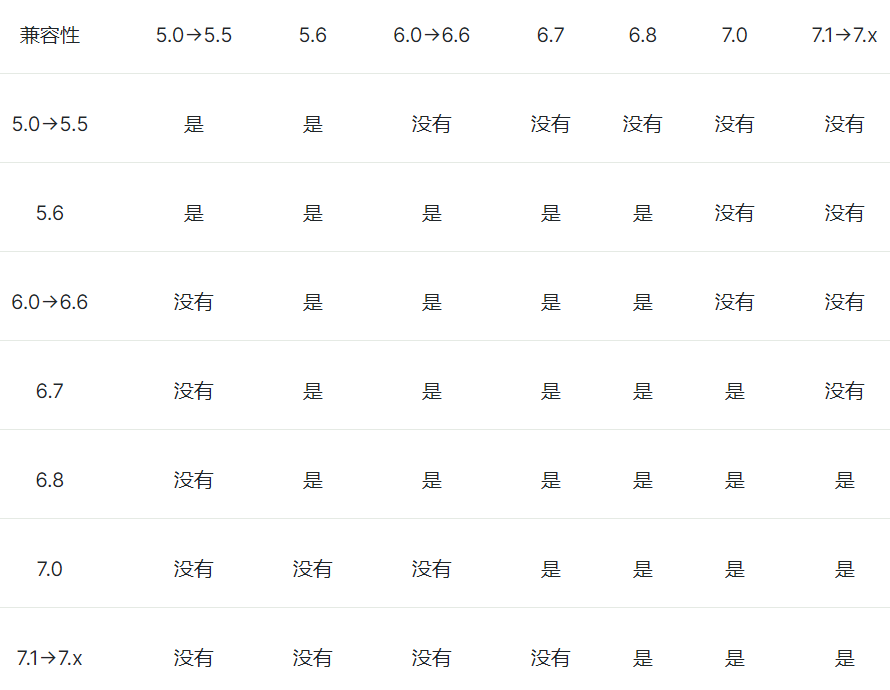 兼容性 5.0→5.5 5.6 6.0→6.6 6.7 6.8 7.0 7.1→7.x
5.0→5.5 是 是 没有 没有 没有 没有 没有
5.6 是 是 是 是 是 没有 没有
6.0→6.6 没有 是 是 是 是 没有 没有
6.7 没有 是 是 是 是 是 没有
6.8 没有 是 是 是 是 是 是
7.0 没有 没有 没有 是 是 是 是
7.1→7.x 没有 没有 没有 没有 是 是 是